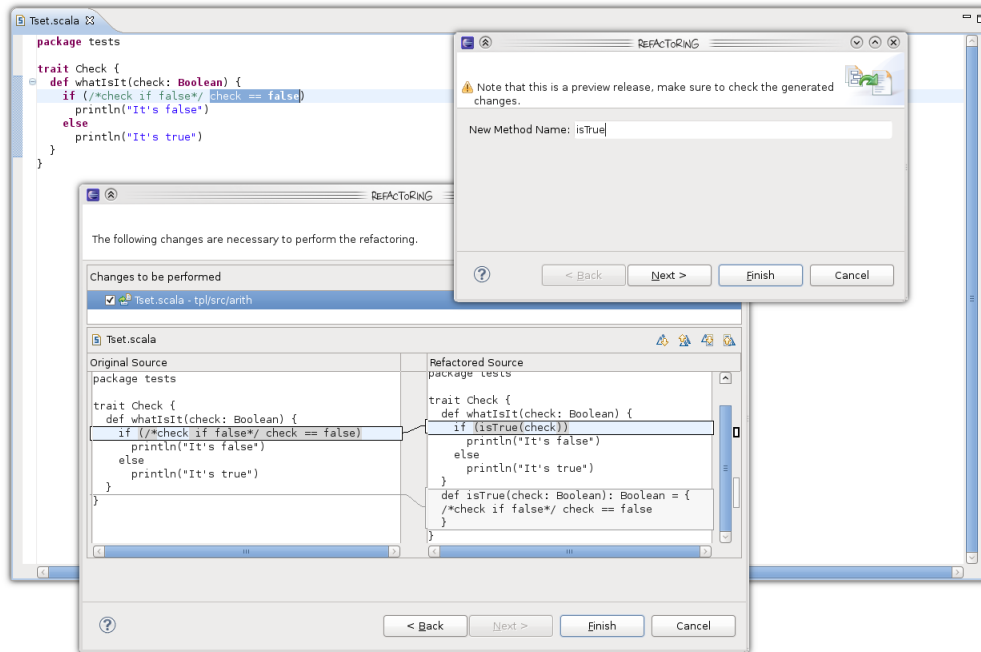 Tset.scala
package tests
trait Check {
def whatIsIt(check: Boolean) {
if (/*check if false*/ check == false)
println("It's false")
else
println("It's true")
}
}
REFACToRING
Note that this is a preview release, make sure to check the generated
changes.
New Method Name: isTrue
< Back Next > Finish Cancel
REFACToRING
The following changes are necessary to perform the refactoring.
Changes to be performed
Tset.scala - tpl/src/arith
Tset.scala
Original Source
package tests
trait Check {
def whatIsIt(check: Boolean) {
if (/*check if false*/ check == false)
println("It's false")
else
println("It's true")
}
}
Refactored Source
package tests
trait Check {
def whatIsIt(check: Boolean) {
if (isTrue(check))
println("It's false")
else
println("It's true")
}
def isTrue(check: Boolean): Boolean = {
/*check if false*/ check == false
}
}
< Back Next > Finish Cancel